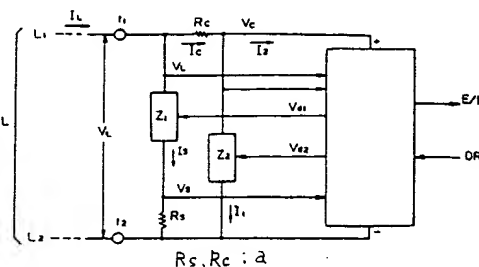 IL
L1
t1
Rc
Vc
Ic
I2
VL
E/I
Z1
Vd1
L
VL
Z2
Vd2
DR
I3
Vs
Rs
I1
L2
t2
Rs, Rc : a